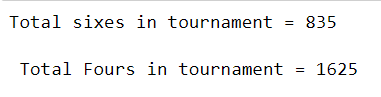 Total sixes in tournament = 835
Total Fours in tournament = 1625